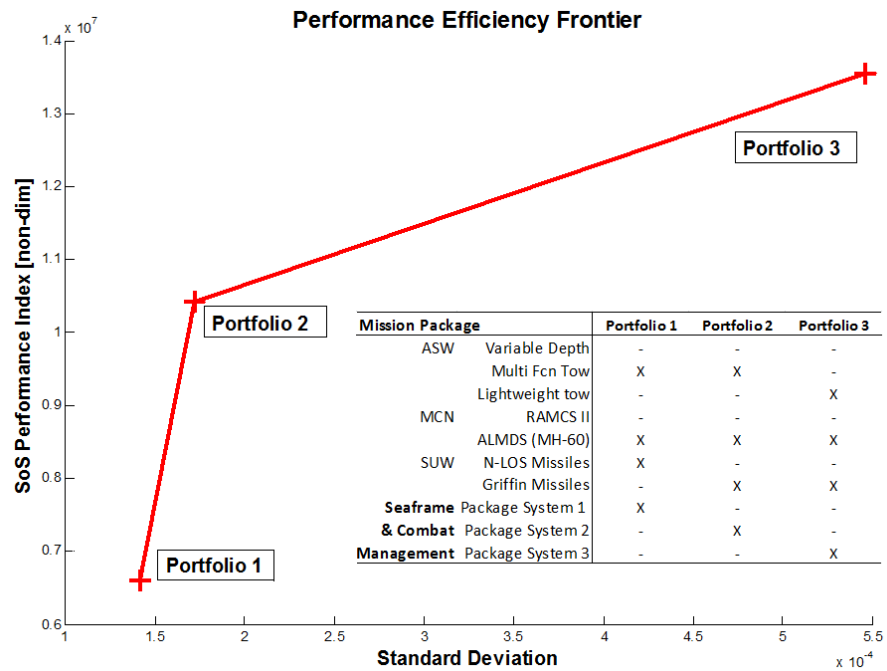 Performance Efficiency Frontier
x 10^7
1.4
1.3
1.2
1.1
1
0.9
0.8
0.7
0.6
SoS Performance Index [non-dim]
Portfolio 3
Portfolio 2
Portfolio 1
Mission Package Portfolio 1 Portfolio 2 Portfolio 3
ASW Variable Depth - - -
Multi Fcn Tow X X -
Lightweight tow - - X
MCN RAMCS II - - -
ALMDS (MH-60) X X X
SUW N-LOS Missiles X - -
Griffin Missiles - X X
Seaframe Package System 1 X - -
& Combat Package System 2 - X -
Management Package System 3 - - X
1 1.5 2 2.5 3 3.5 4 4.5 5 5.5
x 10^-4
Standard Deviation